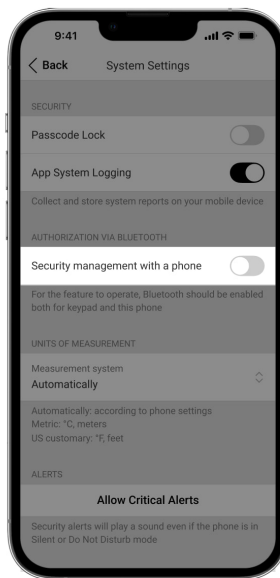 9:41
Back
System Settings
SECURITY
Passcode Lock
App System Logging
Collect and store system reports on your mobile device
AUTHORIZATION VIA BLUETOOTH
Security management with a phone
For the feature to operate, Bluetooth should be enabled
both for keypad and this phone
UNITS OF MEASUREMENT
Measurement system
Automatically
Automatically: according to phone settings
Metric: °C, meters
US customary: °F, feet
ALERTS
Allow Critical Alerts
Security alerts will play a sound even if the phone is in
Silent or Do Not Disturb mode